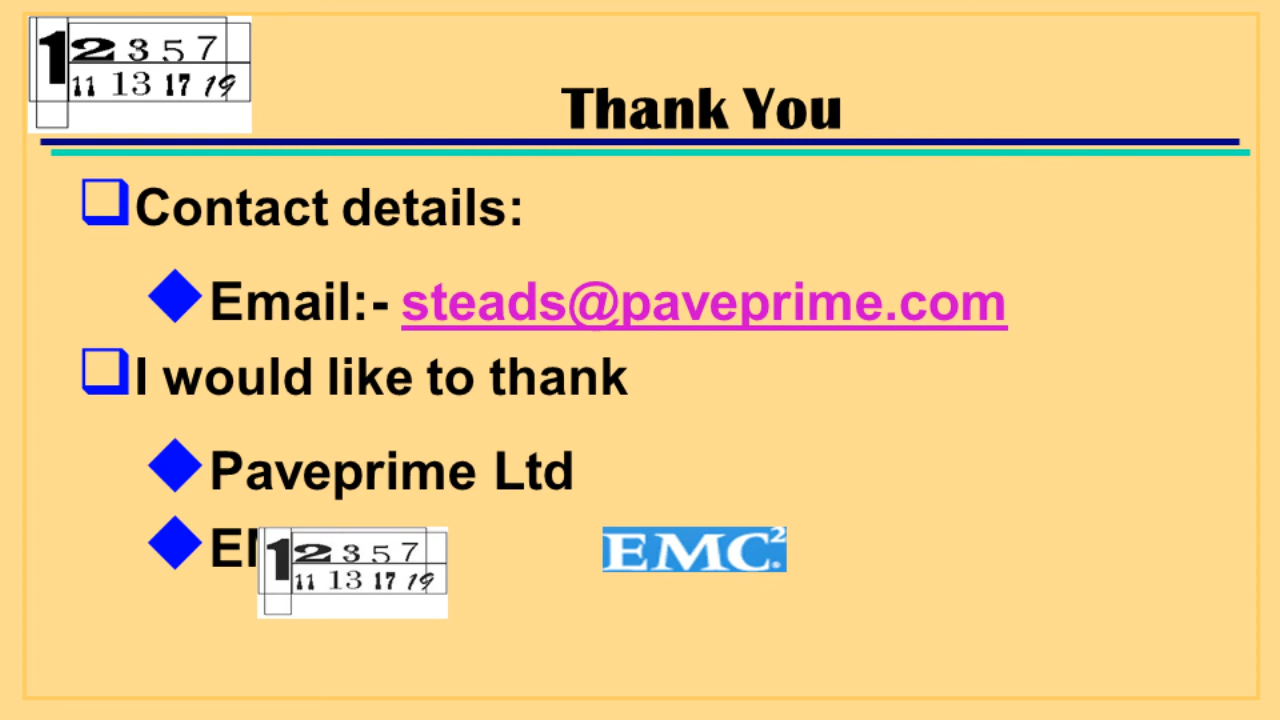 1 2 3 5 7
11 13 17 19
Thank You
Contact details:
Email:- steads@paveprime.com
I would like to thank
Paveprime Ltd
1 2 3 5 7
11 13 17 19
EMC²